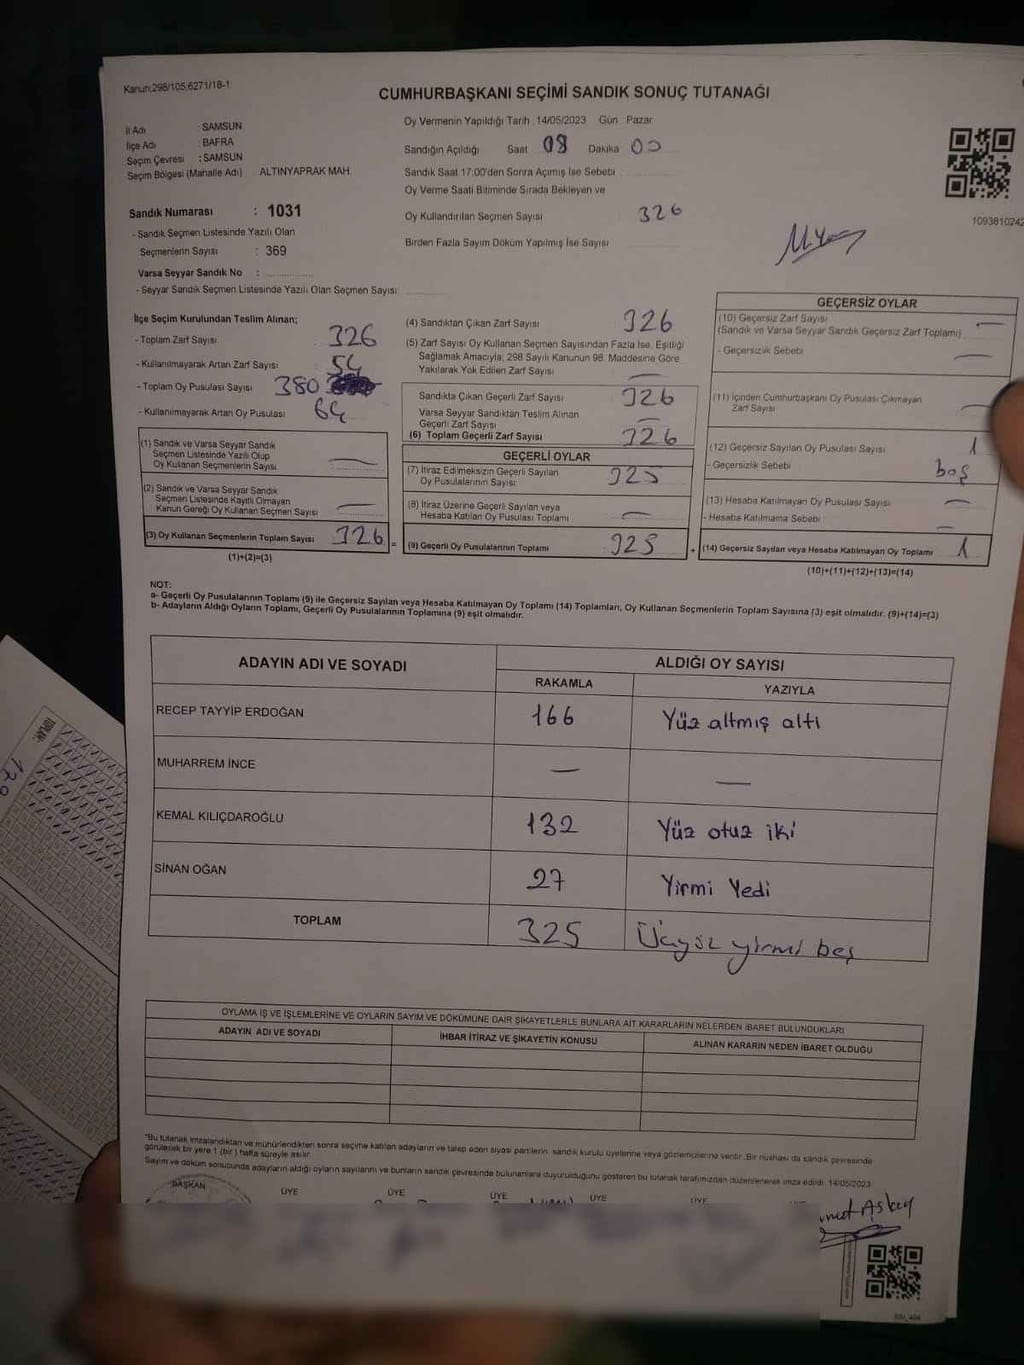 Kanun:298/105;6271/18-1
CUMHURBAŞKANI SEÇİMİ SANDIK SONUÇ TUTANAĞI
İl Adı : SAMSUN
İlçe Adı : BAFRA
Seçim Çevresi : SAMSUN
Seçim Bölgesi (Mahalle Adı) ALTINYAPRAK MAH.
Sandık Numarası : 1031
- Sandık Seçmen Listesinde Yazılı Olan
Seçmenlerin Sayısı : 369
Varsa Seyyar Sandık No :
- Seyyar Sandık Seçmen Listesinde Yazılı Olan Seçmen Sayısı:
Oy Vermenin Yapıldığı Tarih : 14/05/2023 Gün : Pazar
Sandığın Açıldığı Saat 08 Dakika 00
Sandık Saat 17:00'den Sonra Açımış İse Sebebi
Oy Verme Saati Bitiminde Sırada Bekleyen ve
Oy Kullandırılan Seçmen Sayısı 326
Birden Fazla Sayım Döküm Yapılmış İse Sayısı
1093810242
İlçe Seçim Kurulundan Teslim Alınan;
- Toplam Zarf Sayısı 326
- Kullanılmayarak Artan Zarf Sayısı 54
- Toplam Oy Pusulası Sayısı 380
- Kullanılmayarak Artan Oy Pusulası 64
(1) Sandık ve Varsa Seyyar Sandık
Seçmen Listesinde Yazılı Olup
Oy Kullanan Seçmenlerin Sayısı —
(2) Sandık ve Varsa Seyyar Sandık
Seçmen Listesinde Kayıtlı Olmayan
Kanun Gereği Oy Kullanan Seçmen Sayısı —
(3) Oy Kullanan Seçmenlerin Toplam Sayısı 326 =
(1)+(2)=(3)
(4) Sandıktan Çıkan Zarf Sayısı 326
(5) Zarf Sayısı Oy Kullanan Seçmen Sayısından Fazla İse, Eşitliği
Sağlamak Amacıyla; 298 Sayılı Kanunun 98. Maddesine Göre
Yakılarak Yok Edilen Zarf Sayısı —
Sandıkta Çıkan Geçerli Zarf Sayısı 326
Varsa Seyyar Sandıktan Teslim Alınan
Geçerli Zarf Sayısı —
(6) Toplam Geçerli Zarf Sayısı 326
GEÇERLİ OYLAR
(7) İtiraz Edilmeksizin Geçerli Sayılan
Oy Pusulalarının Sayısı 325
(8) İtiraz Üzerine Geçerli Sayılan veya
Hesaba Katılan Oy Pusulası Toplamı —
(9) Geçerli Oy Pusulalarının Toplamı 325 +
GEÇERSİZ OYLAR
(10) Geçersiz Zarf Sayısı —
(Sandık ve Varsa Seyyar Sandık Geçersiz Zarf Toplamı)
- Geçersizlik Sebebi —
(11) İçinden Cumhurbaşkanı Oy Pusulası Çıkmayan
Zarf Sayısı —
(12) Geçersiz Sayılan Oy Pusulası Sayısı 1
- Geçersizlik Sebebi boş
(13) Hesaba Katılmayan Oy Pusulası Sayısı —
- Hesaba Katılmama Sebebi —
(14) Geçersiz Sayılan veya Hesaba Katılmayan Oy Toplamı 1
(10)+(11)+(12)+(13)=(14)
NOT:
a- Geçerli Oy Pusulalarının Toplamı (9) ile Geçersiz Sayılan veya Hesaba Katılmayan Oy Toplamı (14) Toplamları, Oy Kullanan Seçmenlerin Toplam Sayısına (3) eşit olmalıdır. (9)+(14)=(3)
b- Adayların Aldığı Oyların Toplamı, Geçerli Oy Pusulalarının Toplamına (9) eşit olmalıdır.
ADAYIN ADI VE SOYADI ALDIĞI OY SAYISI
RAKAMLA YAZIYLA
RECEP TAYYİP ERDOĞAN 166 Yüz altmış altı
MUHARREM İNCE — —
KEMAL KILIÇDAROĞLU 132 Yüz otuz iki
SİNAN OĞAN 27 Yirmi Yedi
TOPLAM 325 Üçyüz yirmi beş
OYLAMA İŞ VE İŞLEMLERİNE VE OYLARIN SAYIM VE DÖKÜMÜNE DAİR ŞİKAYETLERLE BUNLARA AİT KARARLARIN NELERDEN İBARET BULUNDUKLARI
ADAYIN ADI VE SOYADI İHBAR İTİRAZ VE ŞİKAYETİN KONUSU ALINAN KARARIN NEDEN İBARET OLDUĞU
*Bu tutanak imzalandıktan ve mühürlendikten sonra seçime katılan adayların ve talep eden siyasi partilerin sandık kurulu üyelerine veya gözlemcilerine verilir. Bir nüshası da sandık çevresinde
görülecek bir yere 1 (bir) hafta süreyle asılır.
Sayım ve döküm sonusunda adayların aldığı oyların sayılarını ve bunların sandık çevresinde bulunanlara duyurulduğunu gösteren bu tutanak tarafımızdan düzenlenerek imza edildi. 14/05/2023
BAŞKAN ÜYE ÜYE ÜYE ÜYE ÜYE
TOPLAM: